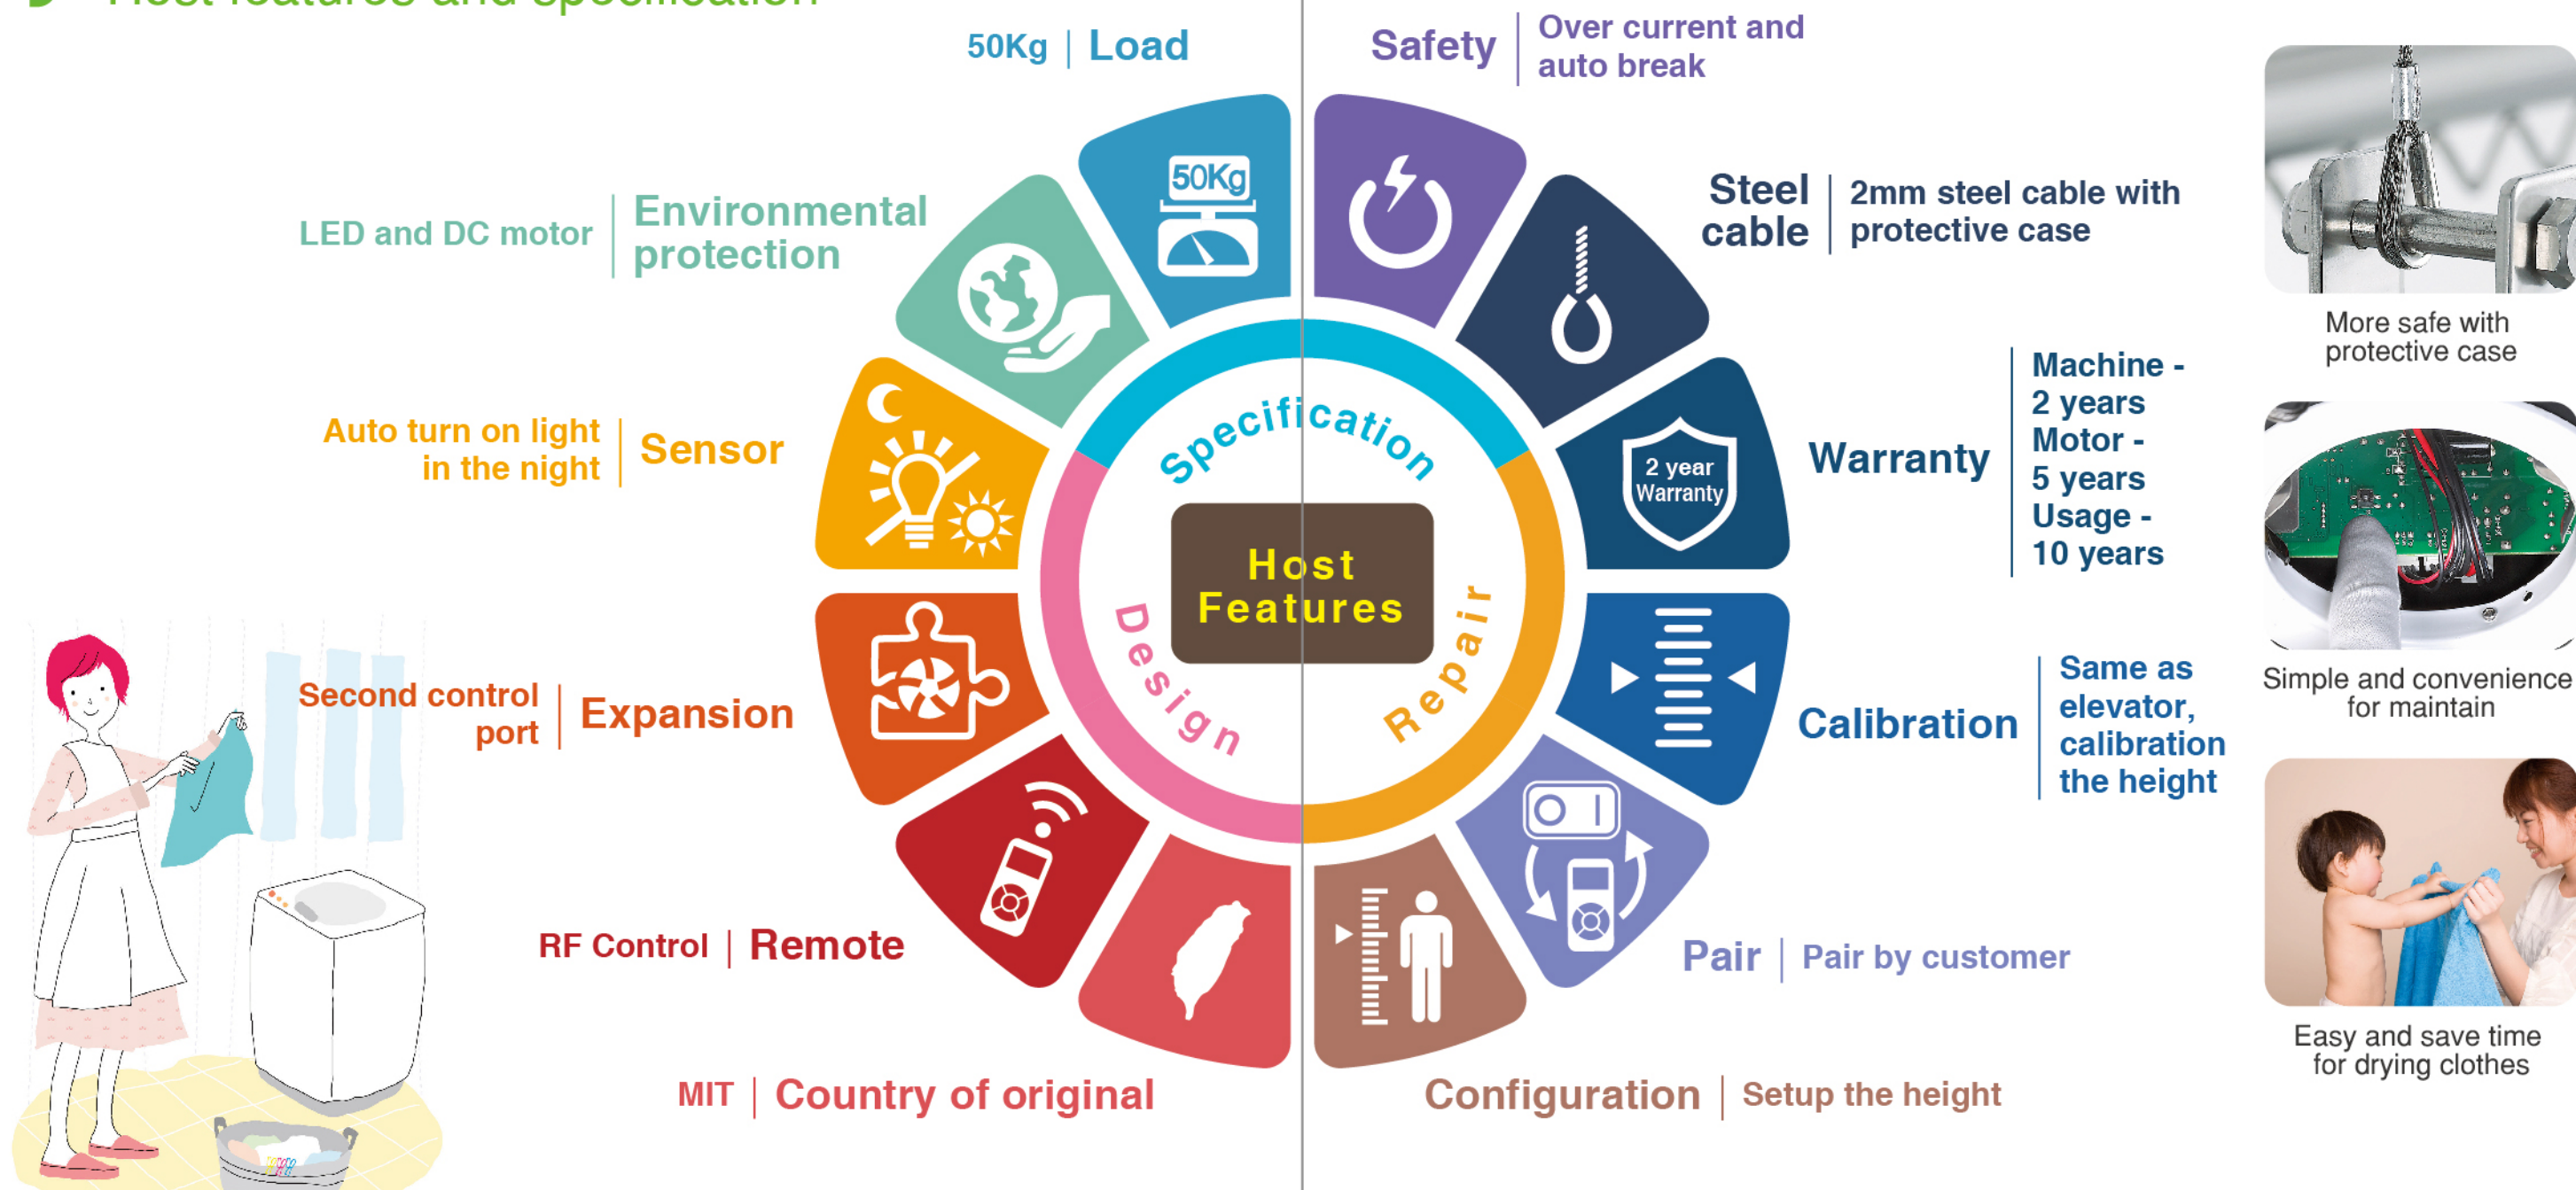 Host features and specification
50Kg | Load
Safety | Over current and
auto break
50Kg
LED and DC motor | Environmental
protection
Steel
cable | 2mm steel cable with
protective case
More safe with
protective case
Auto turn on light
in the night | Sensor
Specification
2 year
Warranty
Warranty | Machine -
2 years
Motor -
5 years
Usage -
10 years
Host
Features
Design
Repair
Second control
port | Expansion
Calibration | Same as
elevator,
calibration
the height
Simple and convenience
for maintain
RF Control | Remote
Pair | Pair by customer
MIT | Country of original
Configuration | Setup the height
Easy and save time
for drying clothes